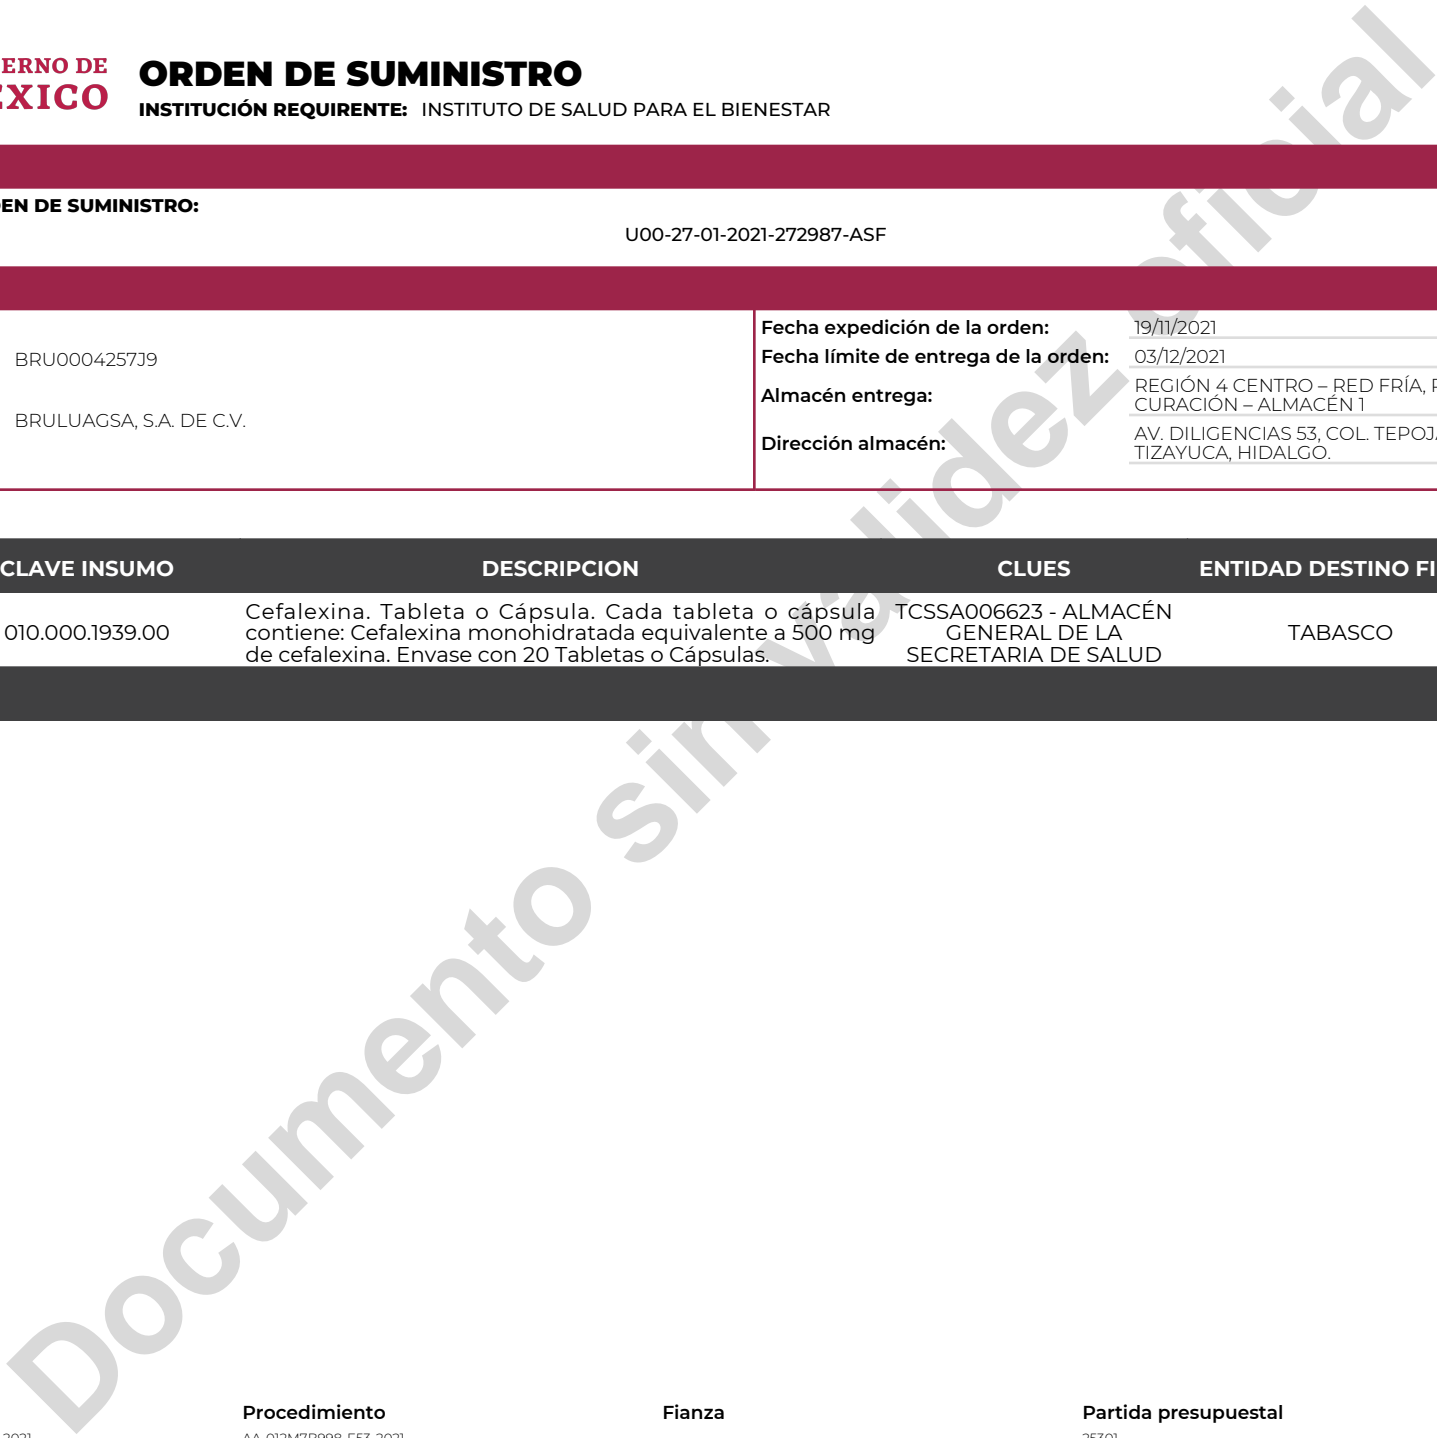 ORDEN DE SUMINISTRO
INSTITUCIÓN REQUIRENTE: INSTITUTO DE SALUD PARA EL BIENESTAR
ERNO DE
EXICO
EN DE SUMINISTRO:
U00-27-01-2021-272987-ASF
BRU0004257J9
BRULUAGSA, S.A. DE C.V.
Fecha expedición de la orden: 19/11/2021
Fecha límite de entrega de la orden: 03/12/2021
Almacén entrega: REGIÓN 4 CENTRO – RED FRÍA,
CURACIÓN – ALMACÉN 1
Dirección almacén: AV. DILIGENCIAS 53, COL. TEPOJ
TIZAYUCA, HIDALGO.
CLAVE INSUMO DESCRIPCION CLUES ENTIDAD DESTINO FI
010.000.1939.00
Cefalexina. Tableta o Cápsula. Cada tableta o cápsula
contiene: Cefalexina monohidratada equivalente a 500 mg
de cefalexina. Envase con 20 Tabletas o Cápsulas.
TCSSA006623 - ALMACÉN
GENERAL DE LA
SECRETARIA DE SALUD
TABASCO
Documento sin validez oficial
Procedimiento Fianza Partida presupuestal